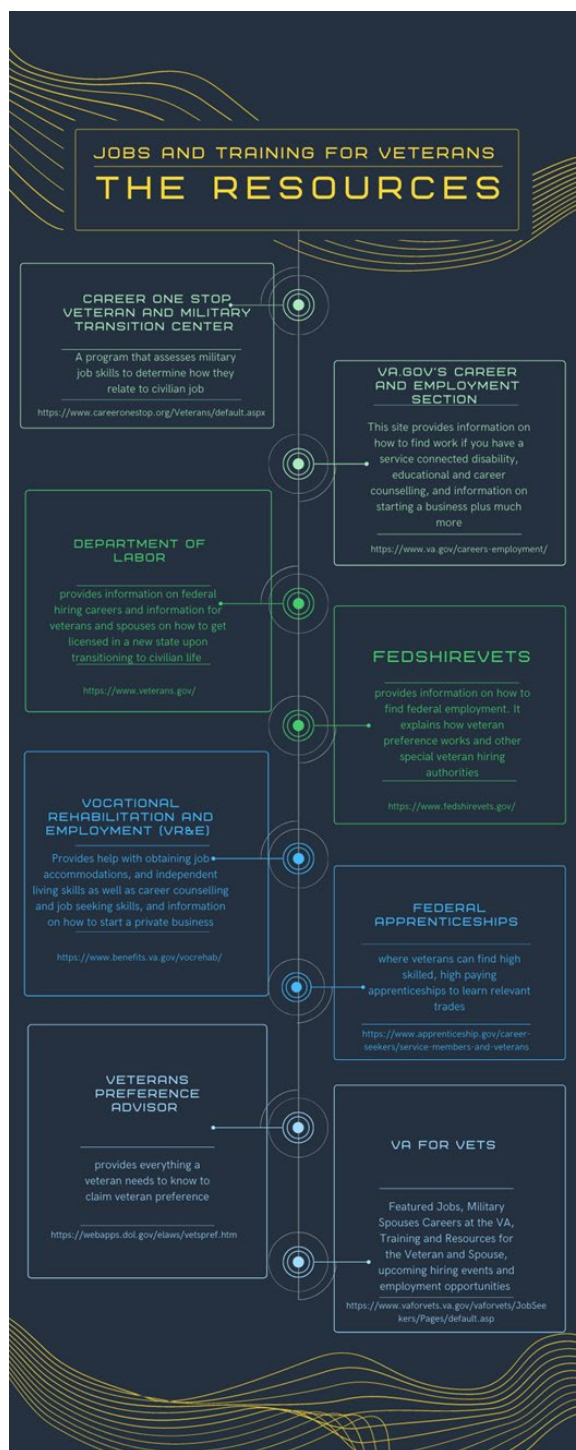 JOBS AND TRAINING FOR VETERANS
THE RESOURCES
CAREER ONE STOP
VETERAN AND MILITARY
TRANSITION CENTER
A program that assesses military
job skills to determine how they
relate to civilian job
https://www.careeronestop.org/Veterans/default.aspx
VA.GOV'S CAREER
AND EMPLOYMENT
SECTION
This site provides information on
how to find work if you have a
service connected disability,
educational and career
counselling, and information on
starting a business plus much
more
https://www.va.gov/careers-employment/
DEPARTMENT OF
LABOR
provides information on federal
hiring careers and information for
veterans and spouses on how to get
licensed in a new state upon
transitioning to civilian life
https://www.veterans.gov/
FEDSHIREVETS
provides information on how to
find federal employment. It
explains how veteran
preference works and other
special veteran hiring
authorities
https://www.fedshirevets.gov/
VOCATIONAL
REHABILITATION AND
EMPLOYMENT (VR&E)
Provides help with obtaining job
accommodations, and independent
living skills as well as career counselling
and job seeking skills, and information
on how to start a private business
https://www.benefits.va.gov/vocrehab/
FEDERAL
APPRENTICESHIPS
where veterans can find high
skilled, high paying
apprenticeships to learn relevant
trades
https://www.apprenticeship.gov/career-
seekers/service-members-and-veterans
VETERANS
PREFERENCE
ADVISOR
provides everything a
veteran needs to know to
claim veteran preference
https://webapps.dol.gov/elaws/vetspref.htm
VA FOR VETS
Featured Jobs, Military
Spouses Careers at the VA,
Training and Resources for
the Veteran and Spouse,
upcoming hiring events and
employment opportunities
https://www.vaforvets.va.gov/vaforvets/JobSee
kers/Pages/default.asp